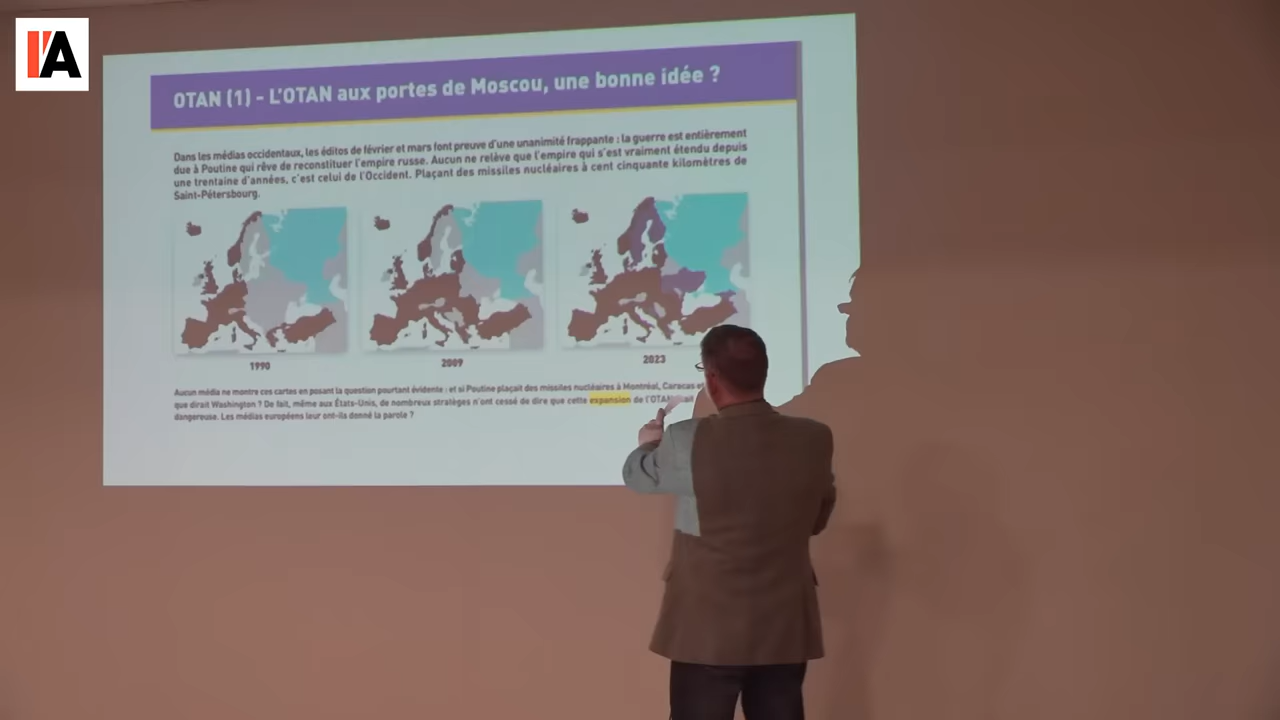 I'A
OTAN (1) - L'OTAN aux portes de Moscou, une bonne idée ?
Dans les médias occidentaux, les éditos de février et mars font preuve d'une unanimité frappante : la guerre est entièrement
due à Poutine qui rêve de reconstituer l'empire russe. Aucun ne relève que l'empire qui s'est vraiment étendu depuis
une trentaine d'années, c'est celui de l'Occident. Plaçant des missiles nucléaires à cent cinquante kilomètres de
Saint-Pétersbourg.
1990
2009
2023
Aucun média ne montre ces cartes en posant la question pourtant évidente : et si Poutine plaçait des missiles nucléaires à Montréal, Caracas
que dirait Washington ? De fait, même aux États-Unis, de nombreux stratèges n'ont cessé de dire que cette expansion de l'OTAN
dangereuse. Les médias européens leur ont-ils donné la parole ?